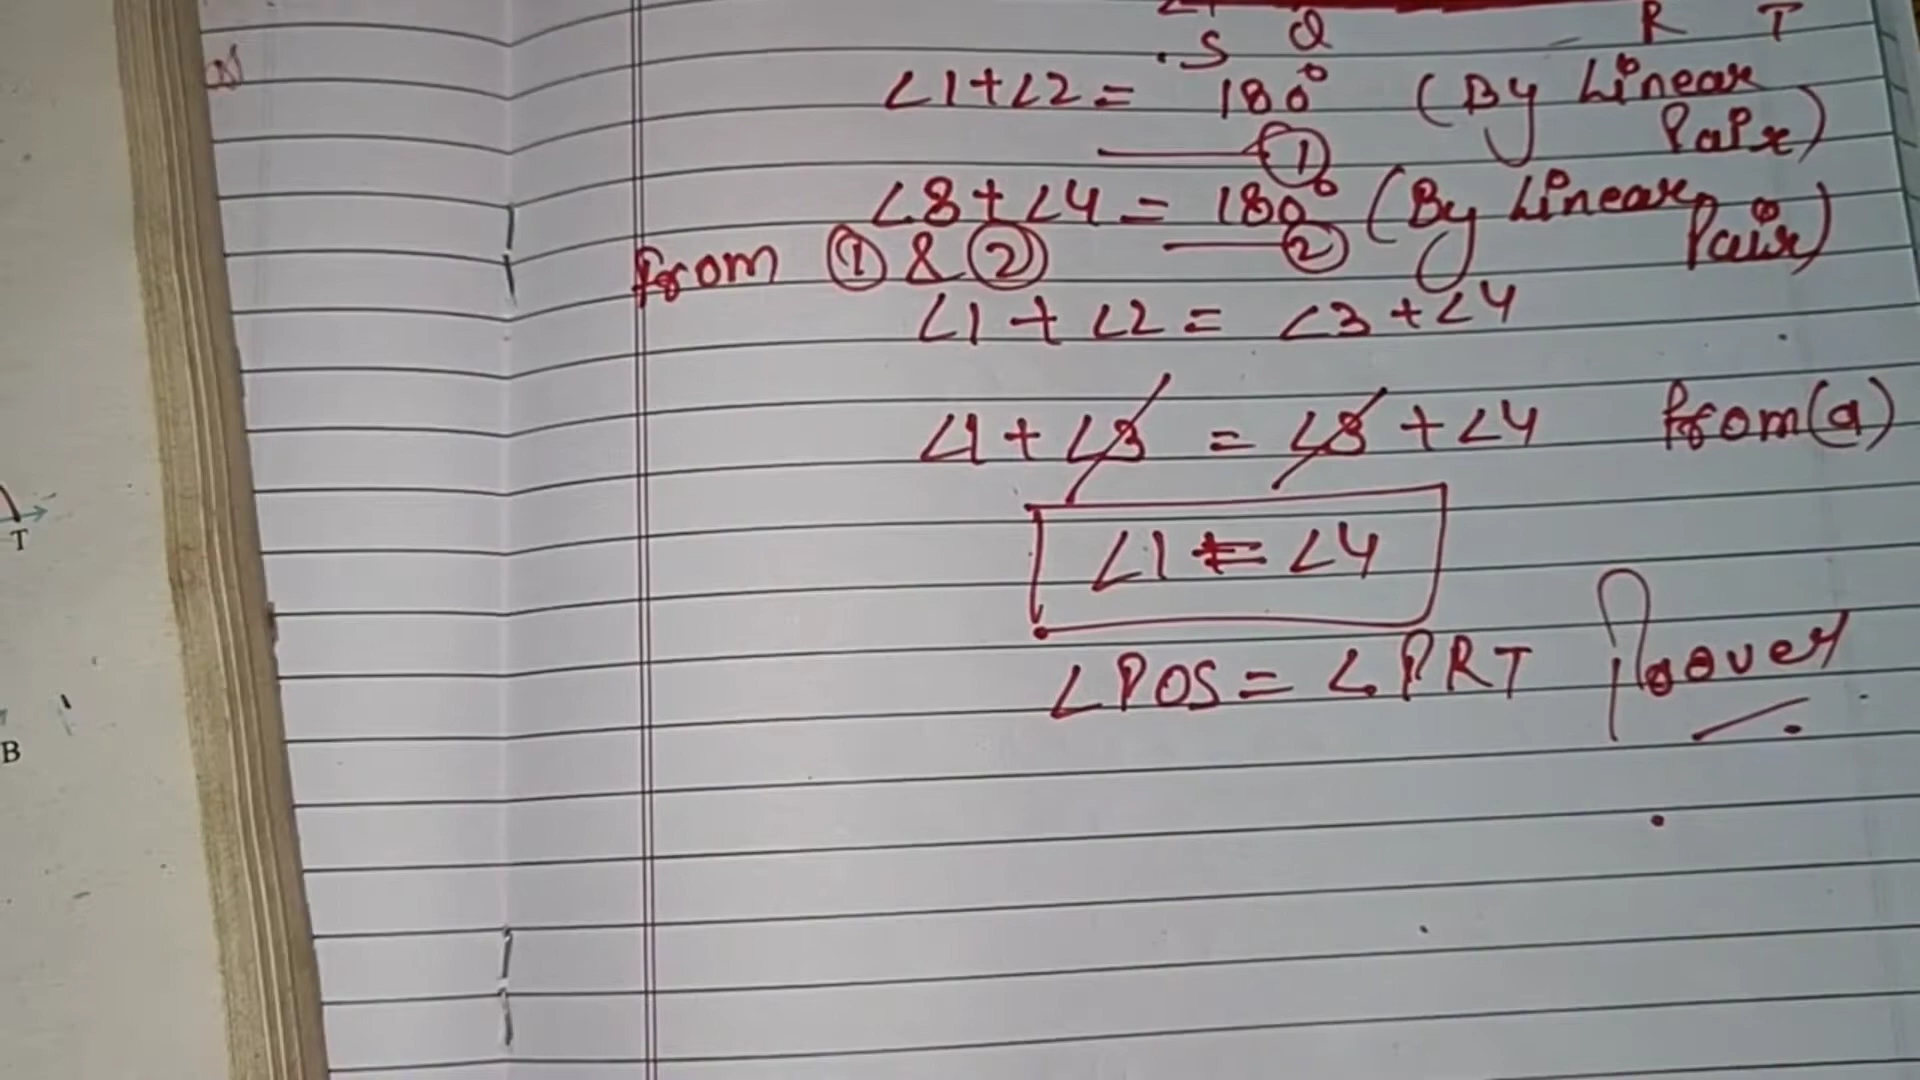 S Q R T
∠1+∠2 = 180° (By Linear Pair)
—①
∠3+∠4 = 180° (By Linear Pair)
—②
from ① & ②
∠1 + ∠2 = ∠3 + ∠4
∠1 + ∠3 = ∠3 + ∠4 from(a)
∠1 = ∠4
∠PQS = ∠PRT Proved
T
B